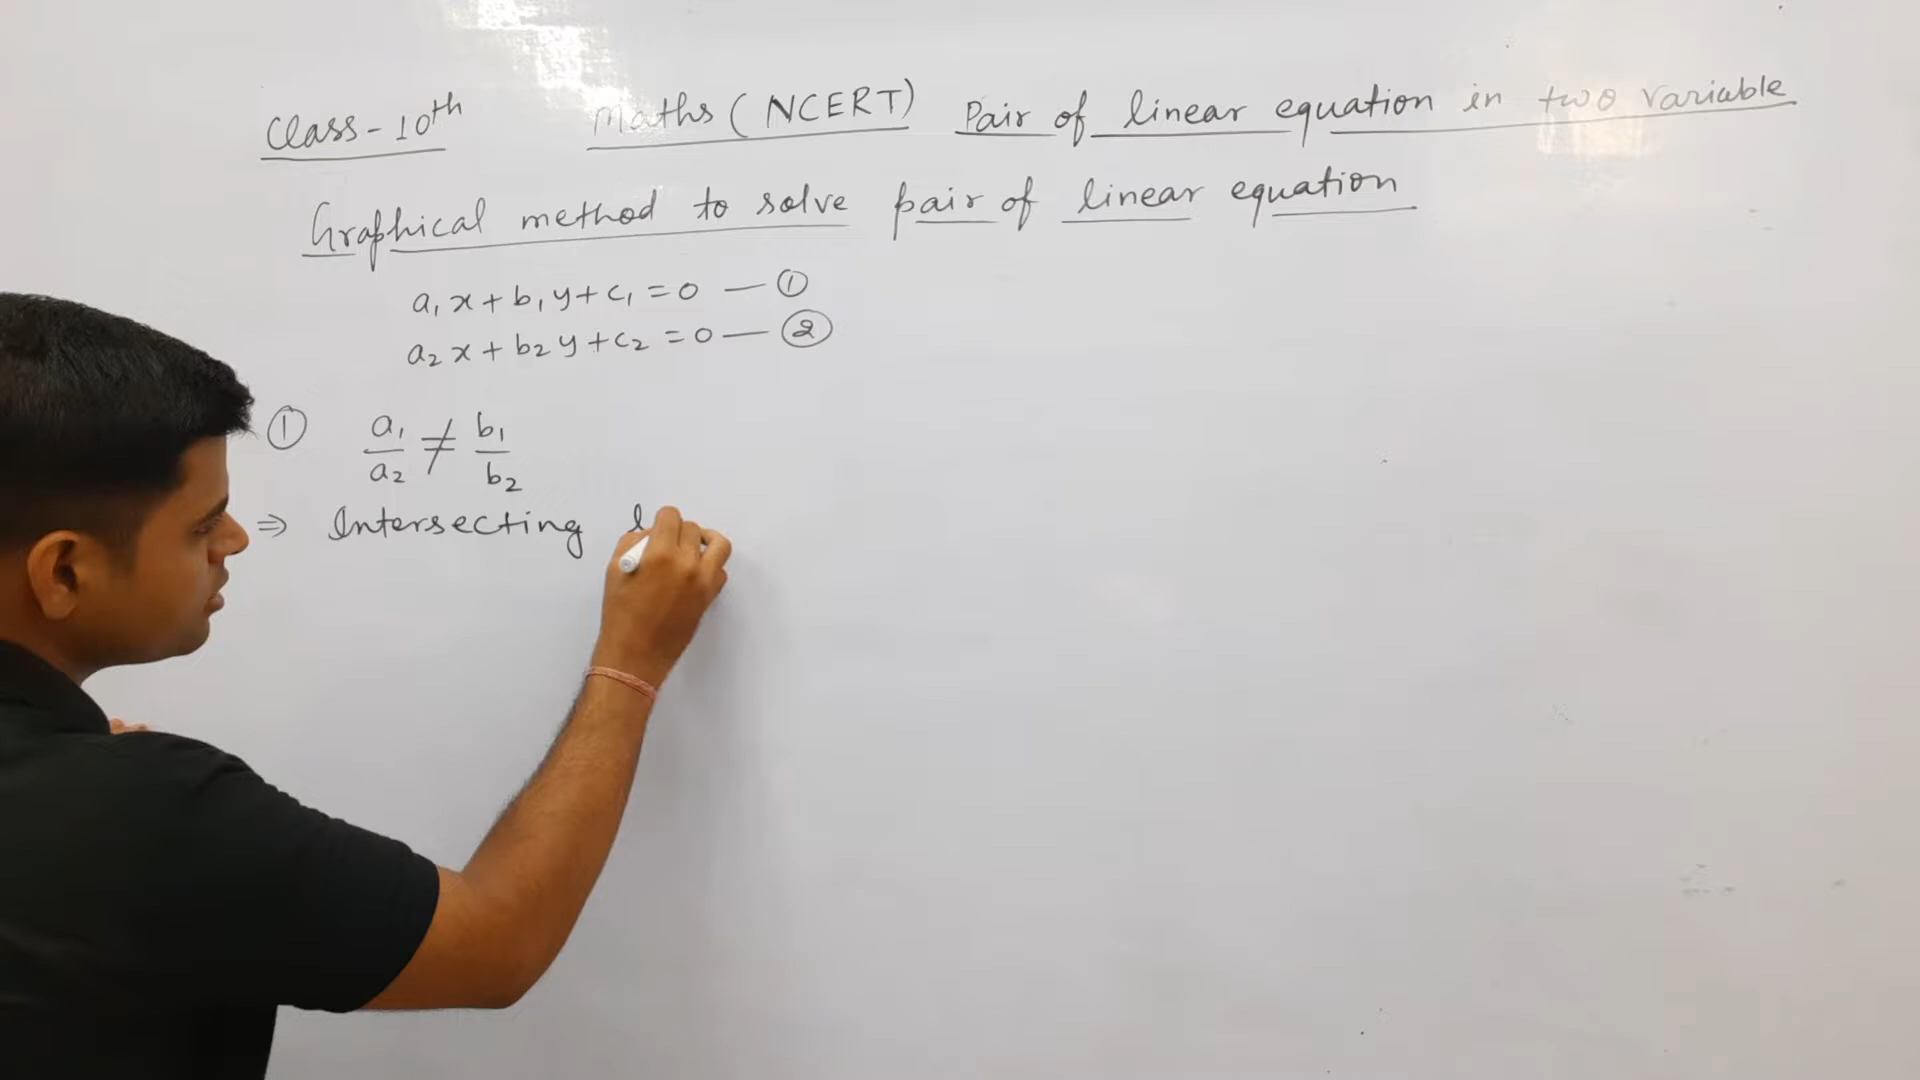 Class-10th Maths (NCERT) Pair of linear equation in two variable
Graphical method to solve pair of linear equation
a₁x+b₁y+c₁=0 — ①
a₂x+b₂y+c₂=0 — ②
① a₁/a₂ ≠ b₁/b₂
⇒ Intersecting l